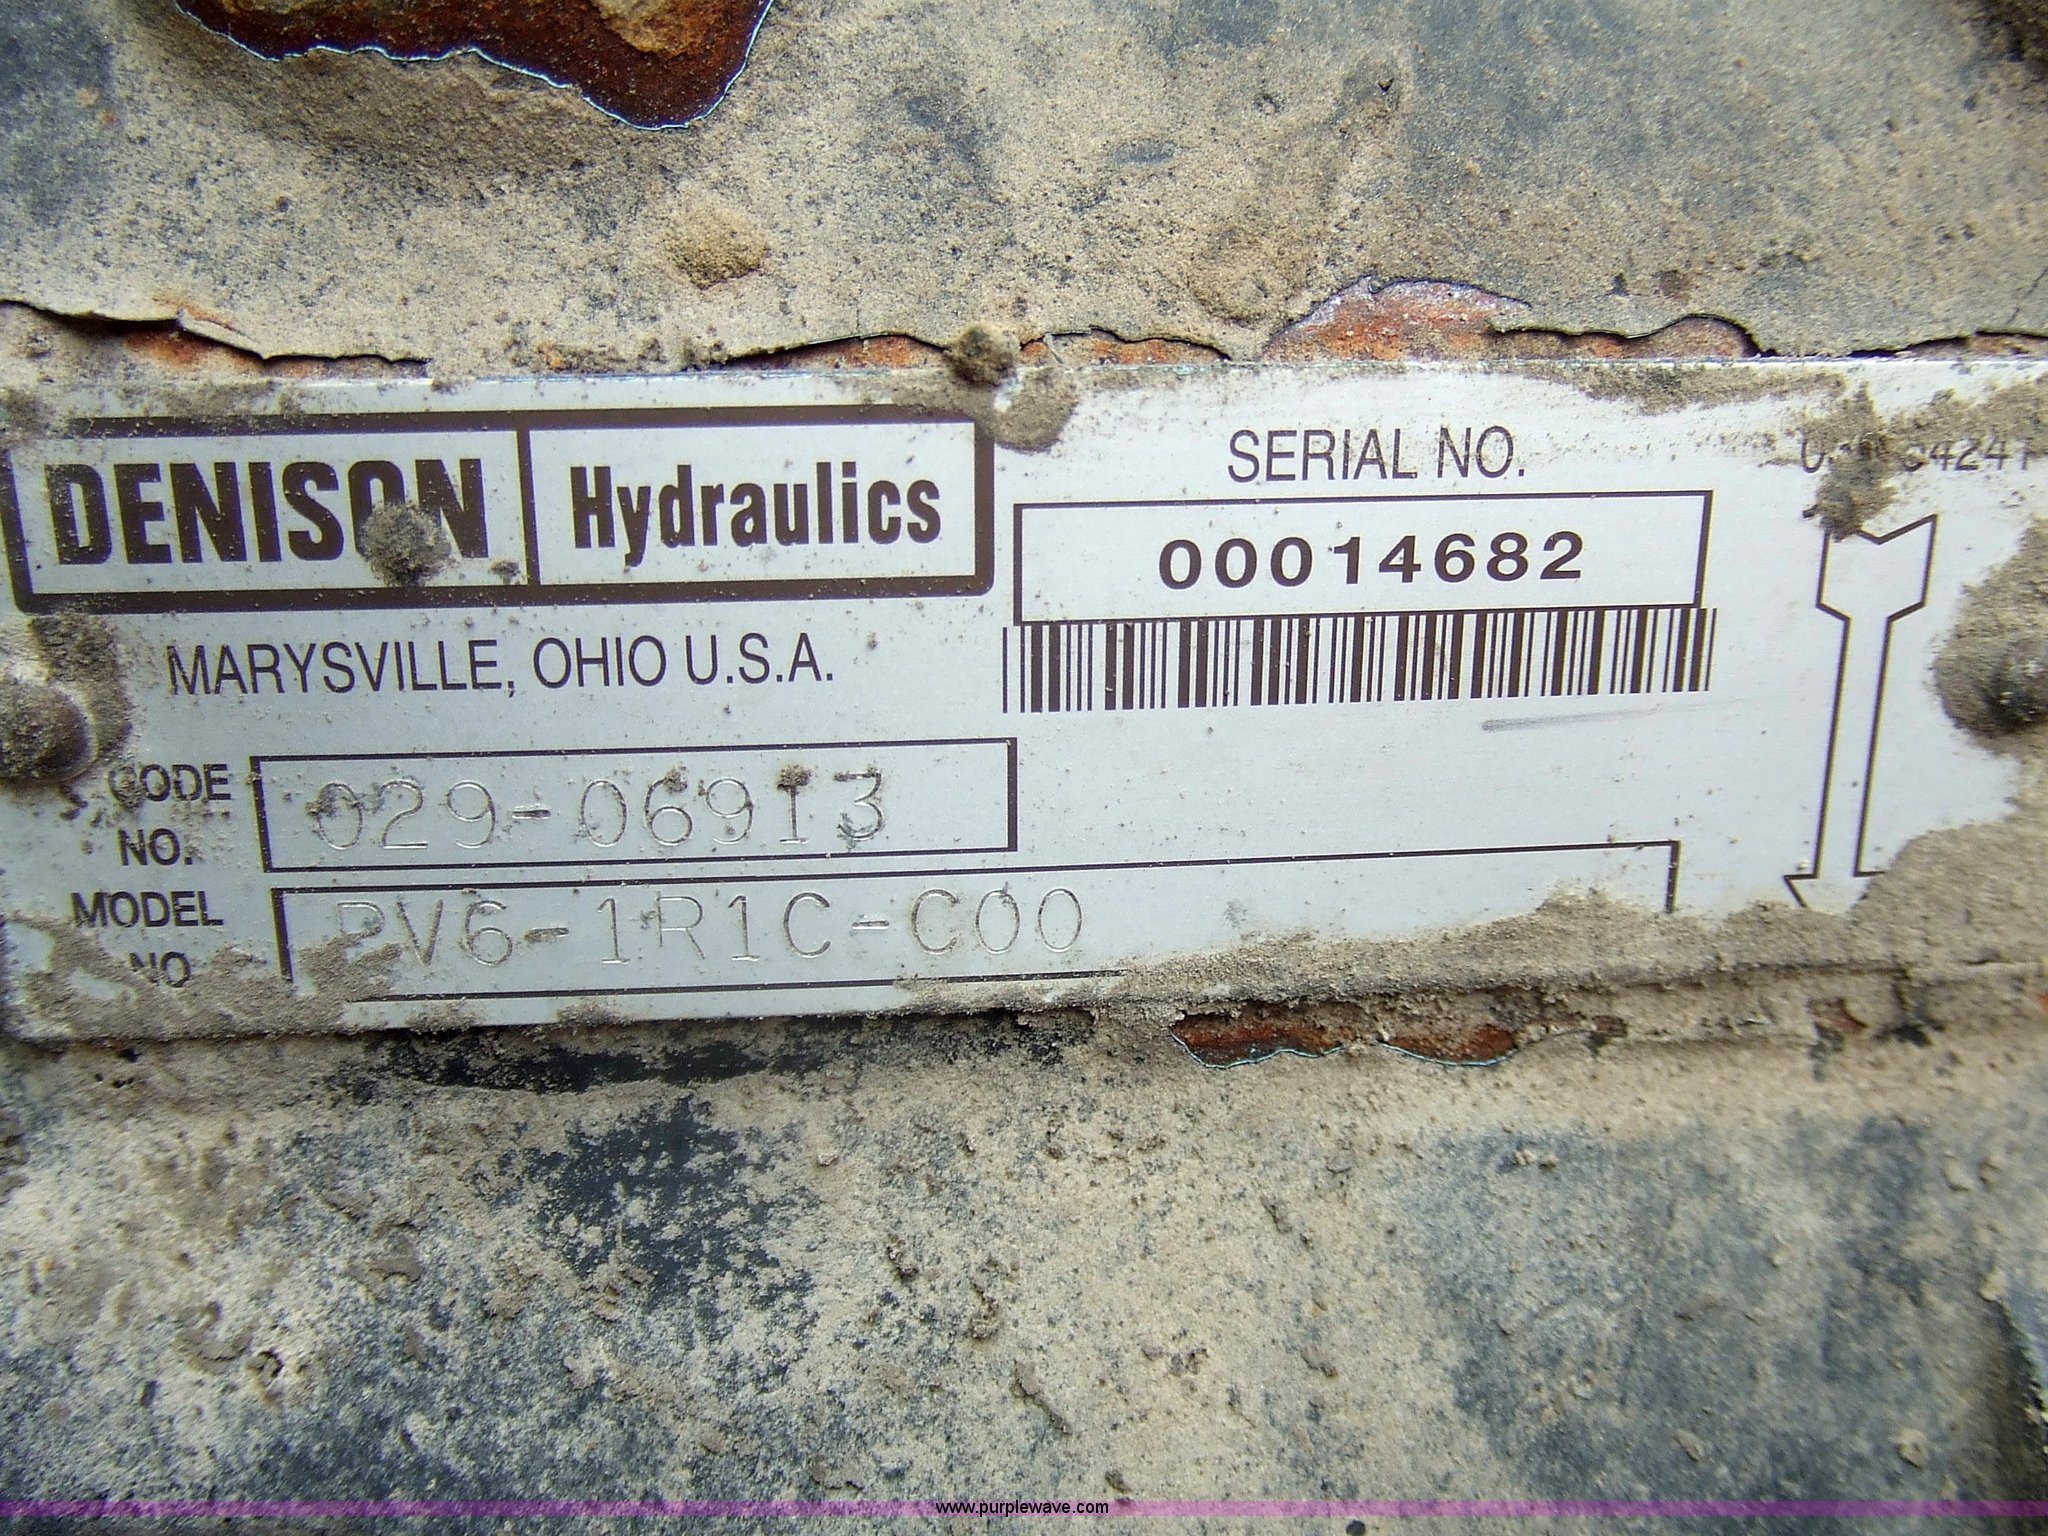 DENISON Hydraulics
SERIAL NO.
00014682
MARYSVILLE, OHIO U.S.A.
CODE NO. 029-06913
MODEL NO PV6-1R1C-C00
www.purplewave.com